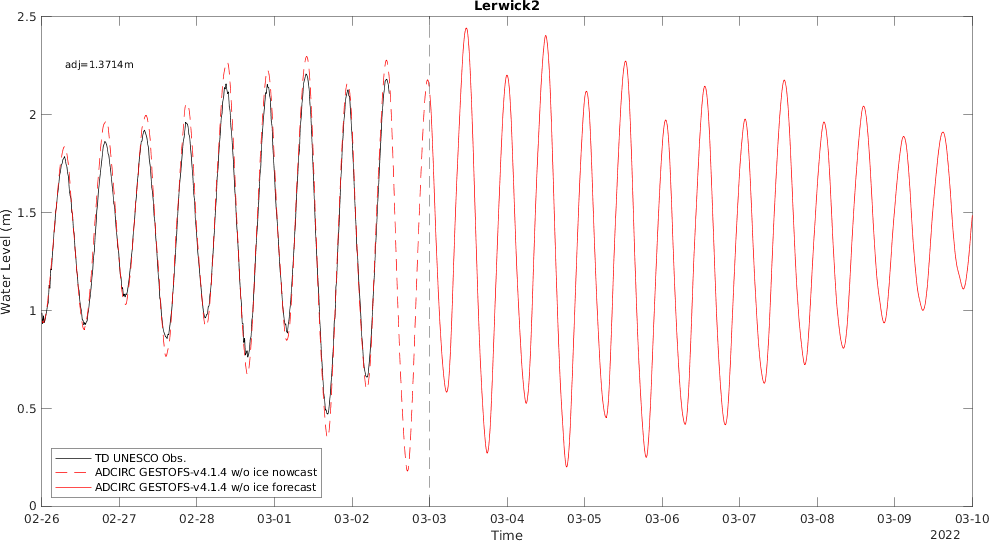 Lerwick2
adj=1.3714m
2.5
2
1.5
1
0.5
0
Water Level (m)
TD UNESCO Obs.
ADCIRC GESTOFS-v4.1.4 w/o ice nowcast
ADCIRC GESTOFS-v4.1.4 w/o ice forecast
02-26 02-27 02-28 03-01 03-02 03-03 03-04 03-05 03-06 03-07 03-08 03-09 03-10
Time
2022